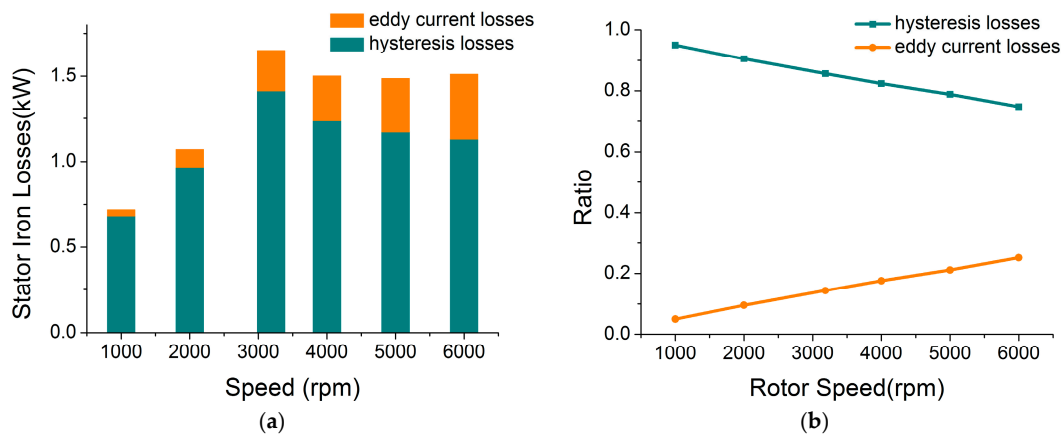 eddy current losses
hysteresis losses
Stator Iron Losses(kW)
1.5
1.0
0.5
0.0
1000 2000 3000 4000 5000 6000
Speed (rpm)
(a)
hysteresis losses
eddy current losses
Ratio
1.0
0.8
0.6
0.4
0.2
0.0
1000 2000 3000 4000 5000 6000
Rotor Speed(rpm)
(b)